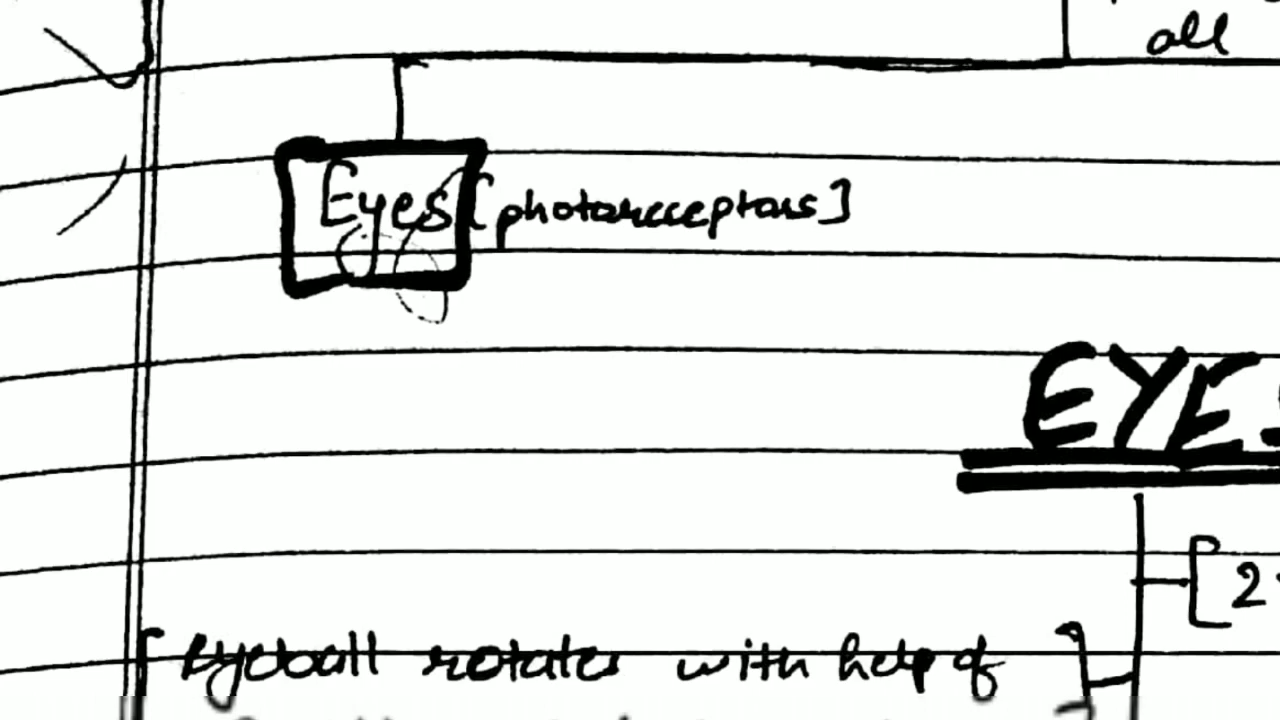 all
Eyes [photoreceptors]
EYES
[2
Eyeball rotates with help of